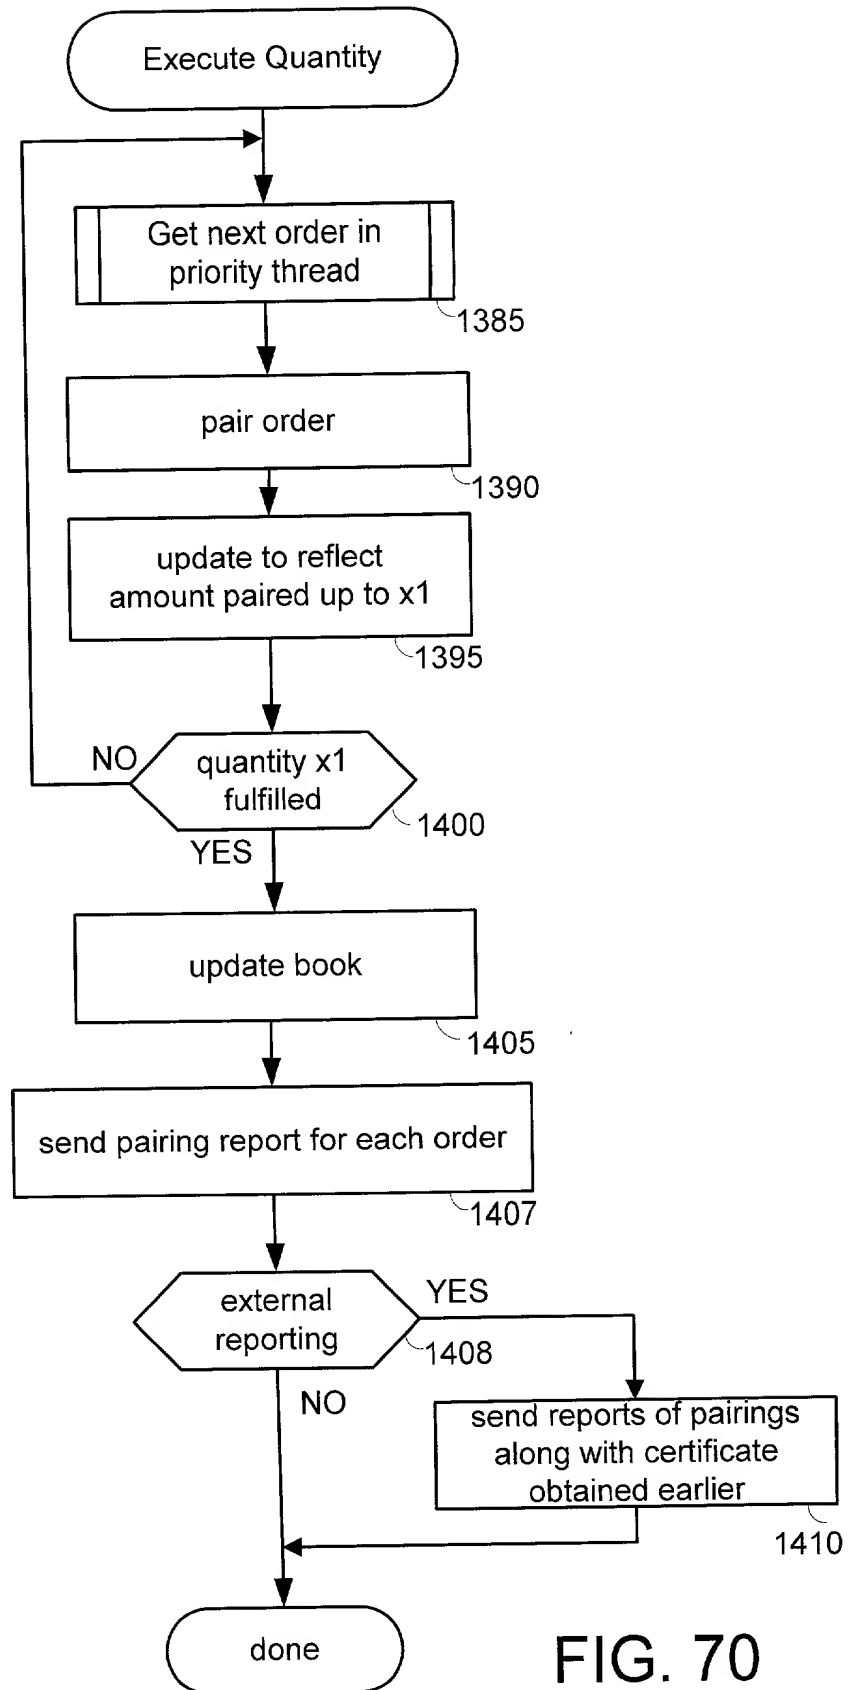 Execute Quantity
Get next order in
priority thread
1385
pair order
1390
update to reflect
amount paired up to x1
1395
NO
quantity x1
fulfilled
1400
YES
update book
1405
send pairing report for each order
1407
external
reporting
YES
1408
NO
send reports of pairings
along with certificate
obtained earlier
1410
done
FIG. 70